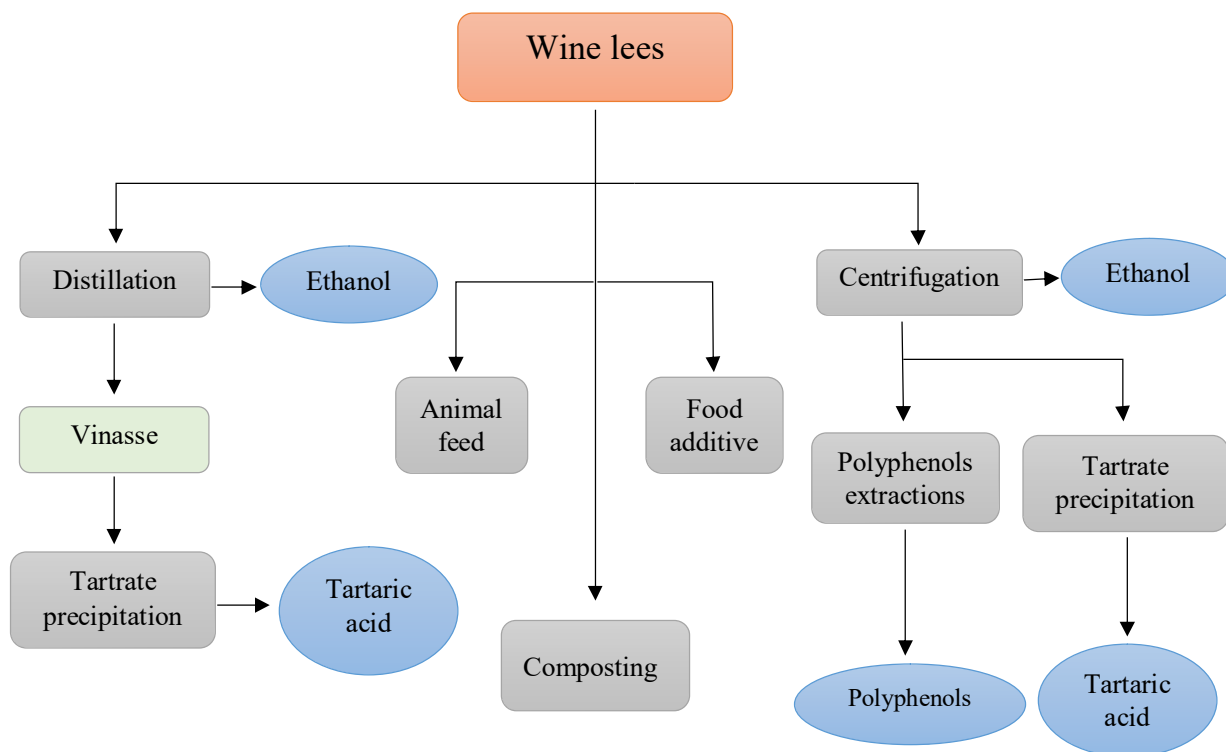 Wine lees
Distillation
Ethanol
Centrifugation
Ethanol
Vinasse
Animal
feed
Food
additive
Polyphenols
extractions
Tartrate
precipitation
Tartrate
precipitation
Tartaric
acid
Composting
Polyphenols
Tartaric
acid